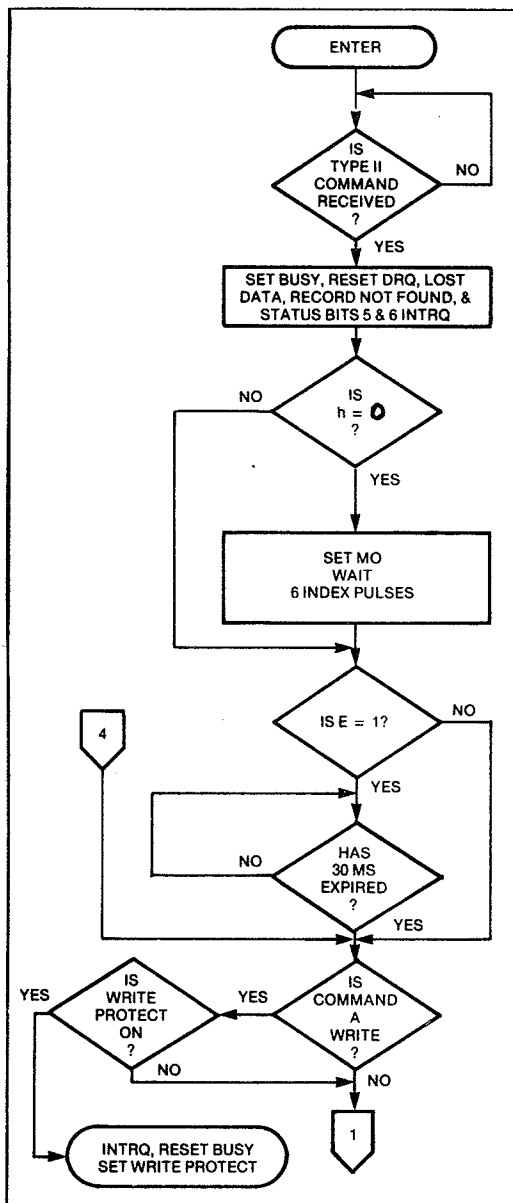 ENTER
IS
TYPE II
COMMAND
RECEIVED
?
NO
YES
SET BUSY, RESET DRQ, LOST
DATA, RECORD NOT FOUND, &
STATUS BITS 5 & 6 INTRQ
NO
IS
h = 0
?
YES
SET MO
WAIT
6 INDEX PULSES
4
IS E = 1?
NO
YES
NO
HAS
30 MS
EXPIRED
?
YES
YES
IS
WRITE
PROTECT
ON
?
YES
IS
COMMAND
A
WRITE
?
NO
NO
1
INTRQ, RESET BUSY
SET WRITE PROTECT